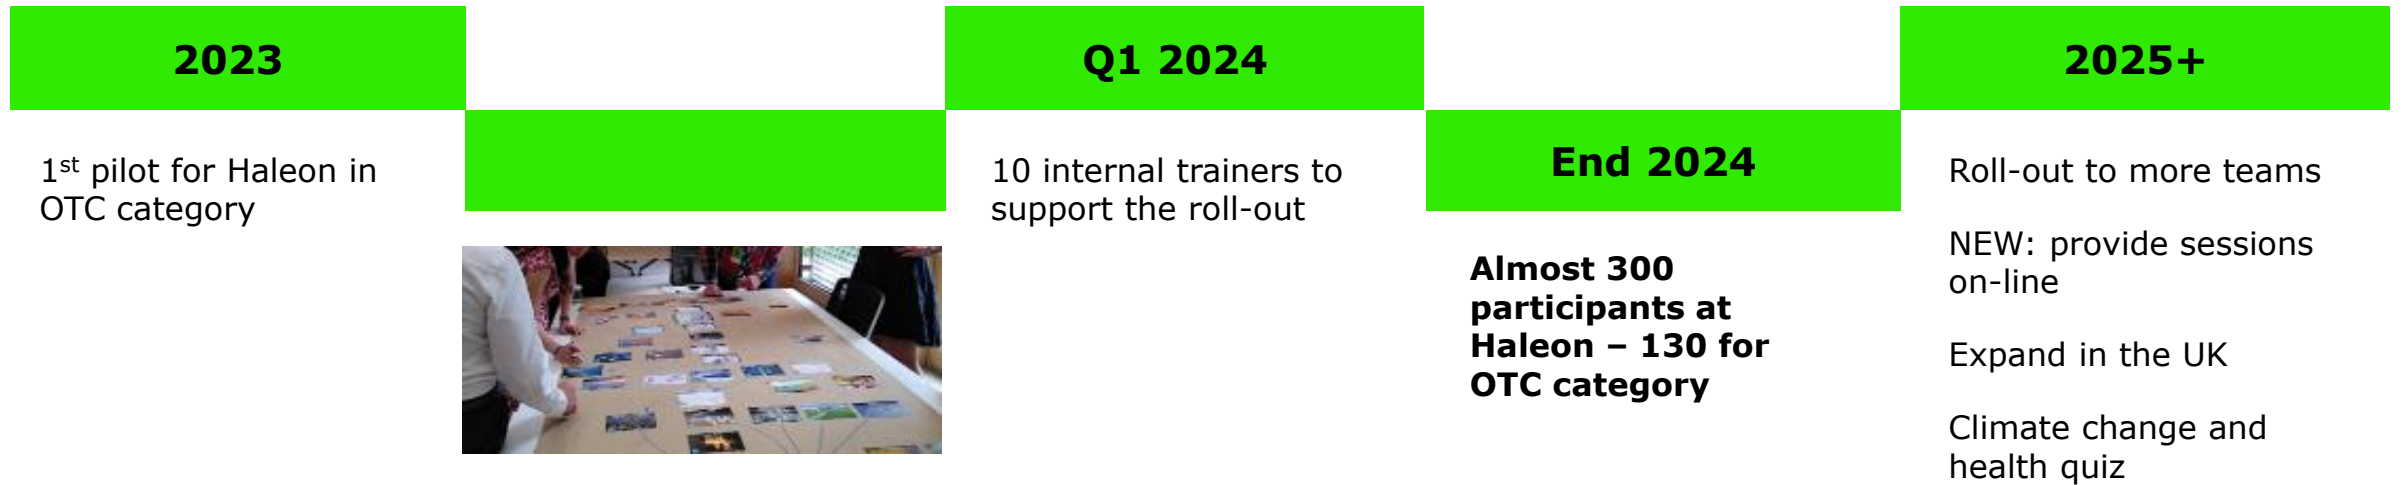 2023
1st pilot for Haleon in
OTC category
Q1 2024
10 internal trainers to
support the roll-out
End 2024
Almost 300
participants at
Haleon – 130 for
OTC category
2025+
Roll-out to more teams
NEW: provide sessions
on-line
Expand in the UK
Climate change and
health quiz